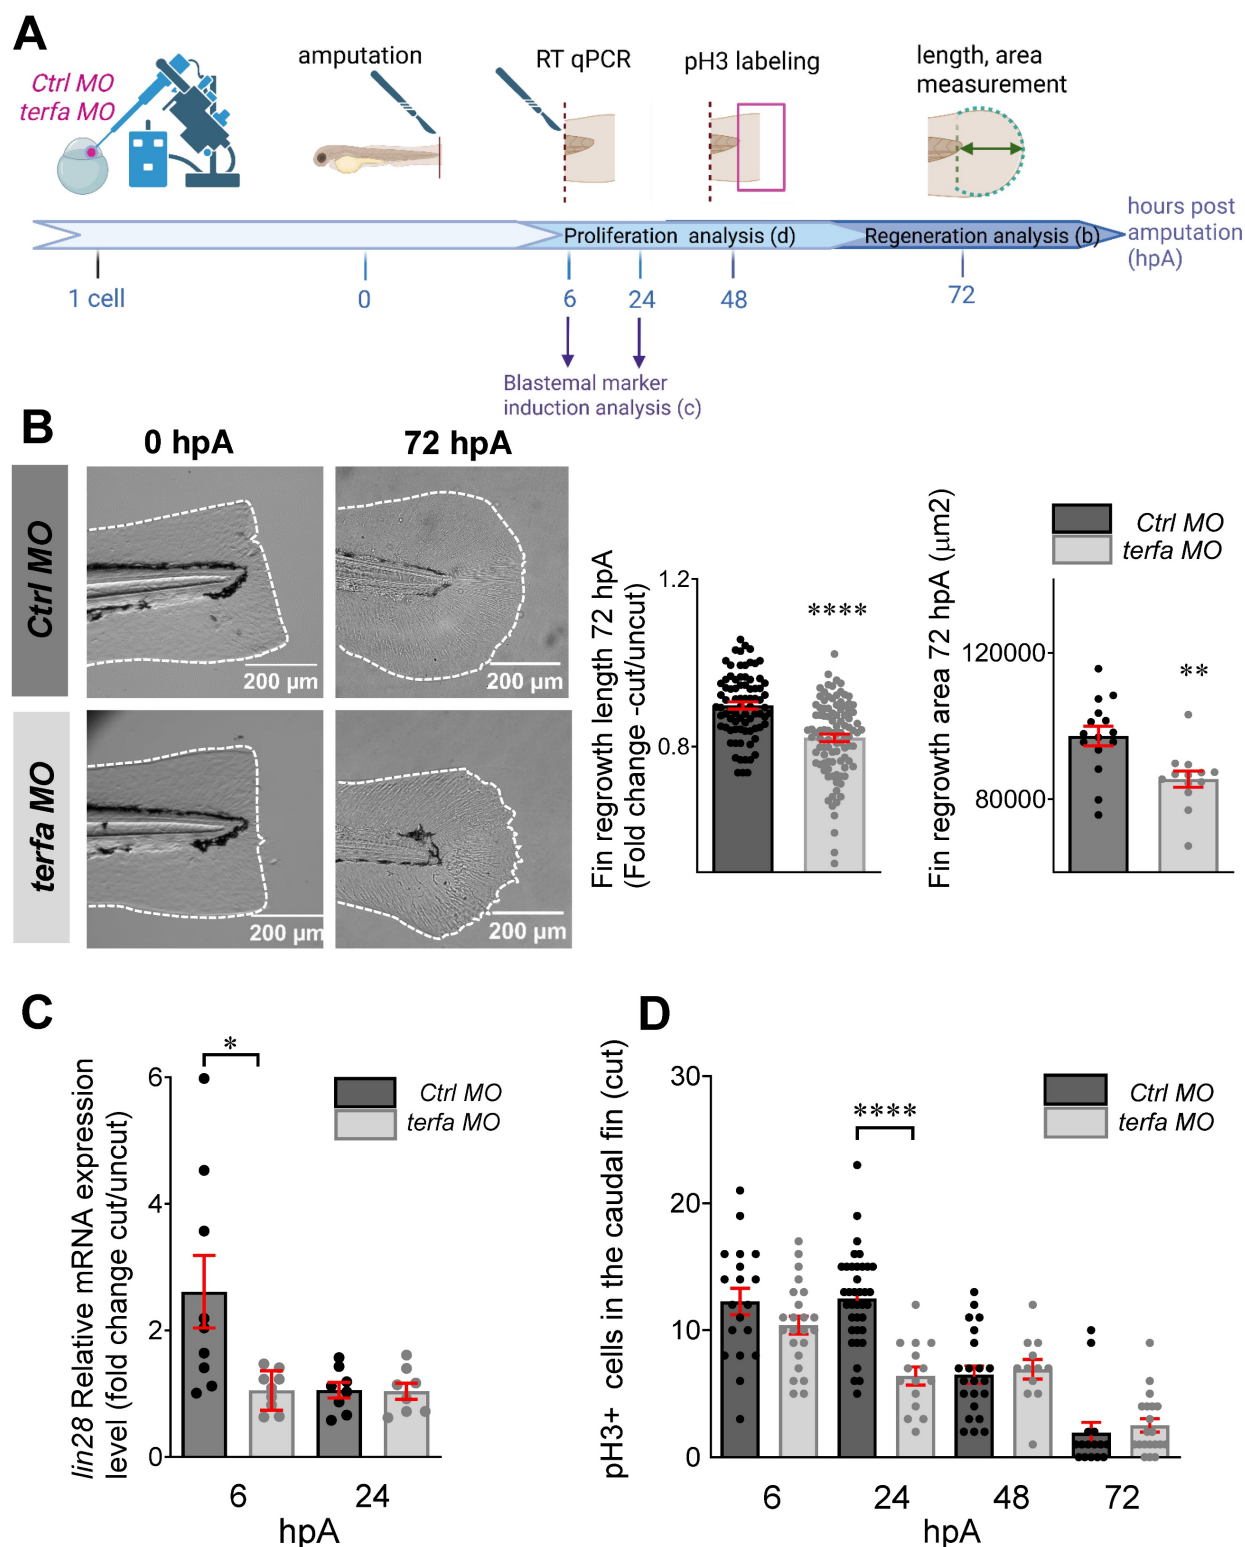 A
Ctrl MO
terfa MO
amputation
RT qPCR
pH3 labeling
length, area
measurement
Proliferation analysis (d)
Regeneration analysis (b)
hours post
amputation
(hpA)
1 cell
0
6
24
48
72
Blastemal marker
induction analysis (c)
B
0 hpA
72 hpA
Ctrl MO
200 µm
200 µm
terfa MO
200 µm
200 µm
Fin regrowth length 72 hpA
(Fold change -cut/uncut)
1.2
0.8
****
Fin regrowth area 72 hpA (µm2)
120000
80000
**
Ctrl MO
terfa MO
C
lin28 Relative mRNA expression
level (fold change cut/uncut)
6
4
2
0
*
Ctrl MO
terfa MO
6
24
hpA
D
pH3+ cells in the caudal fin (cut)
30
20
10
0
****
Ctrl MO
terfa MO
6
24
48
72
hpA